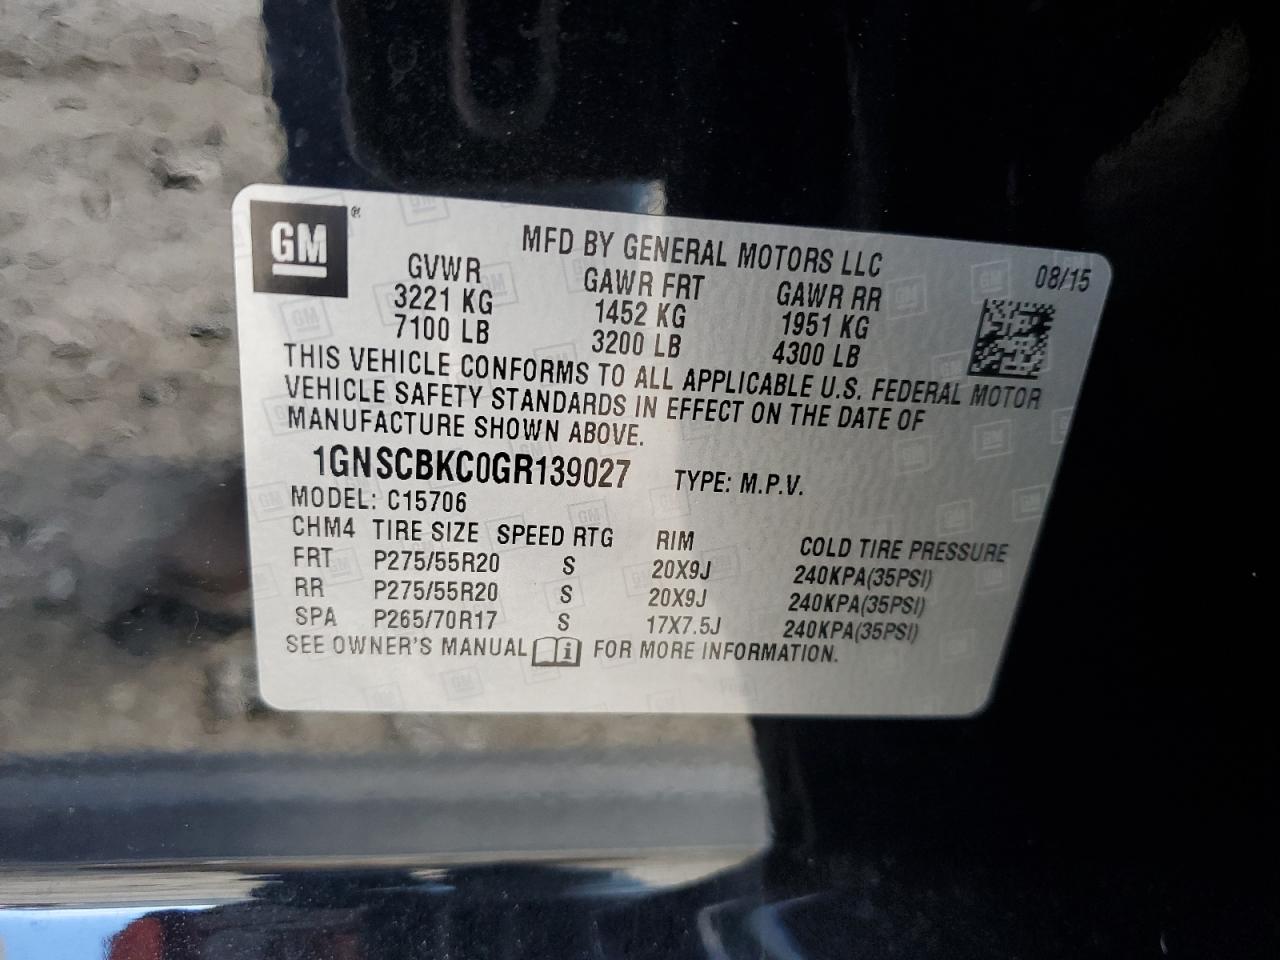 GM ®
MFD BY GENERAL MOTORS LLC 08/15
GVWR GAWR FRT GAWR RR
3221 KG 1452 KG 1951 KG
7100 LB 3200 LB 4300 LB
THIS VEHICLE CONFORMS TO ALL APPLICABLE U.S. FEDERAL MOTOR
VEHICLE SAFETY STANDARDS IN EFFECT ON THE DATE OF
MANUFACTURE SHOWN ABOVE.
1GNSCBKC0GR139027 TYPE: M.P.V.
MODEL: C15706
CHM4 TIRE SIZE SPEED RTG RIM COLD TIRE PRESSURE
FRT P275/55R20 S 20X9J 240KPA(35PSI)
RR P275/55R20 S 20X9J 240KPA(35PSI)
SPA P265/70R17 S 17X7.5J 240KPA(35PSI)
SEE OWNER'S MANUAL i FOR MORE INFORMATION.